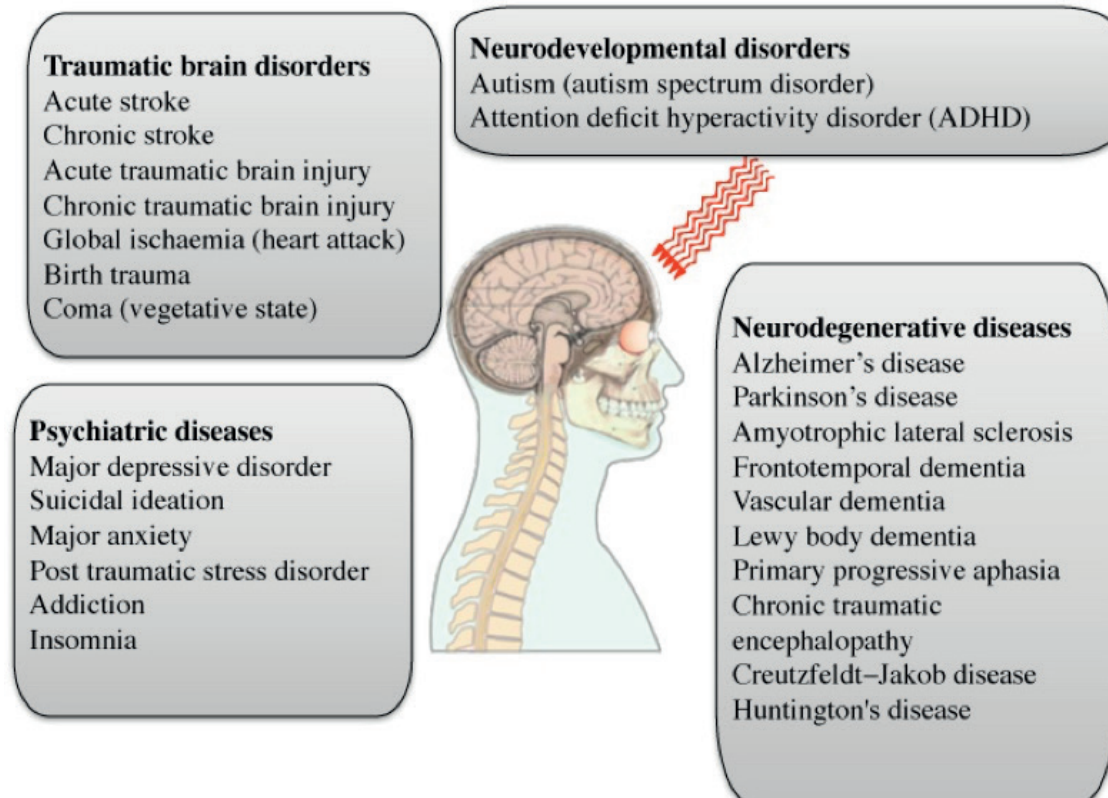 Traumatic brain disorders
Acute stroke
Chronic stroke
Acute traumatic brain injury
Chronic traumatic brain injury
Global ischaemia (heart attack)
Birth trauma
Coma (vegetative state)
Neurodevelopmental disorders
Autism (autism spectrum disorder)
Attention deficit hyperactivity disorder (ADHD)
Psychiatric diseases
Major depressive disorder
Suicidal ideation
Major anxiety
Post traumatic stress disorder
Addiction
Insomnia
Neurodegenerative diseases
Alzheimer’s disease
Parkinson’s disease
Amyotrophic lateral sclerosis
Frontotemporal dementia
Vascular dementia
Lewy body dementia
Primary progressive aphasia
Chronic traumatic
encephalopathy
Creutzfeldt–Jakob disease
Huntington's disease